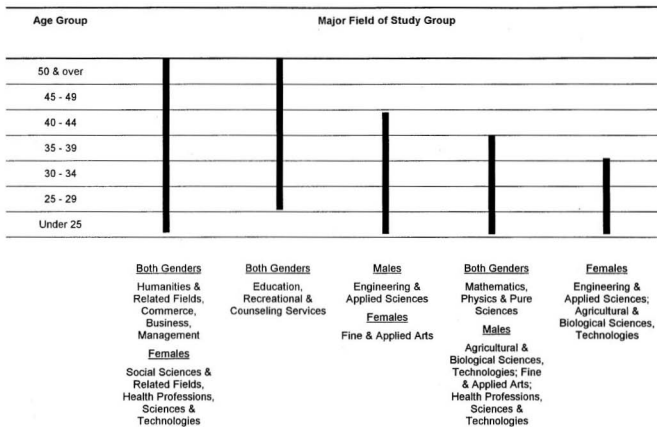 Age Group
Major Field of Study Group
50 & over
45 - 49
40 - 44
35 - 39
30 - 34
25 - 29
Under 25
Both Genders
Humanities &
Related Fields,
Commerce,
Business,
Management
Females
Social Sciences &
Related Fields,
Health Professions,
Sciences &
Technologies
Both Genders
Education,
Recreational &
Counseling Services
Males
Engineering &
Applied Sciences
Females
Fine & Applied Arts
Both Genders
Mathematics,
Physics & Pure
Sciences
Males
Agricultural &
Biological Sciences,
Technologies; Fine
& Applied Arts;
Health Professions,
Sciences &
Technologies
Females
Engineering &
Applied Sciences;
Agricultural &
Biological Sciences,
Technologies